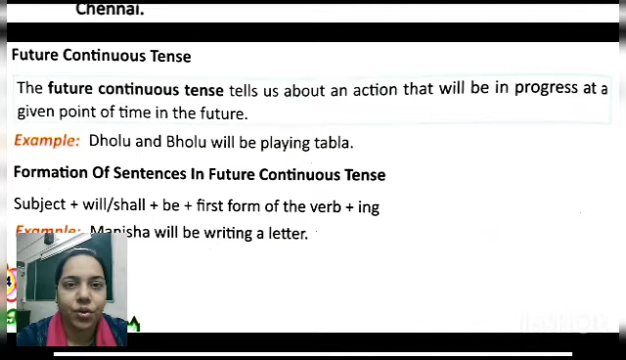 Chennai.
Future Continuous Tense
The future continuous tense tells us about an action that will be in progress at a
given point of time in the future.
Example: Dholu and Bholu will be playing tabla.
Formation Of Sentences In Future Continuous Tense
Subject + will/shall + be + first form of the verb + ing
Example: Manisha will be writing a letter.